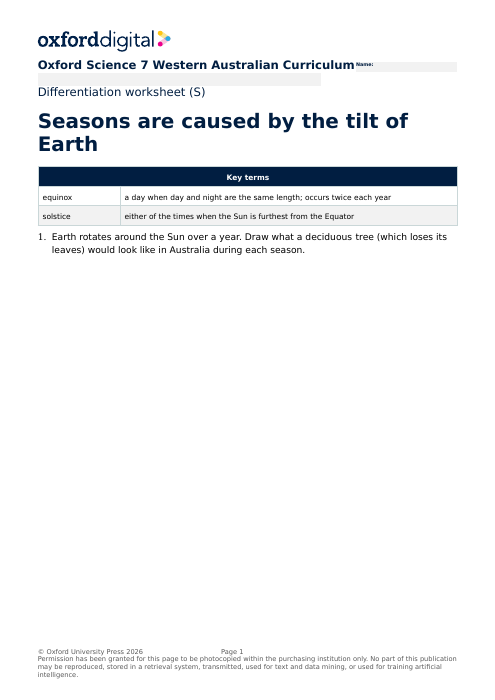 oxforddigital
Oxford Science 7 Western Australian Curriculum Name:
Differentiation worksheet (S)
Seasons are caused by the tilt of
Earth
Key terms
equinox a day when day and night are the same length; occurs twice each year
solstice either of the times when the Sun is furthest from the Equator
1. Earth rotates around the Sun over a year. Draw what a deciduous tree (which loses its
leaves) would look like in Australia during each season.
© Oxford University Press 2026 Page 1
Permission has been granted for this page to be photocopied within the purchasing institution only. No part of this publication
may be reproduced, stored in a retrieval system, transmitted, used for text and data mining, or used for training artificial
intelligence.